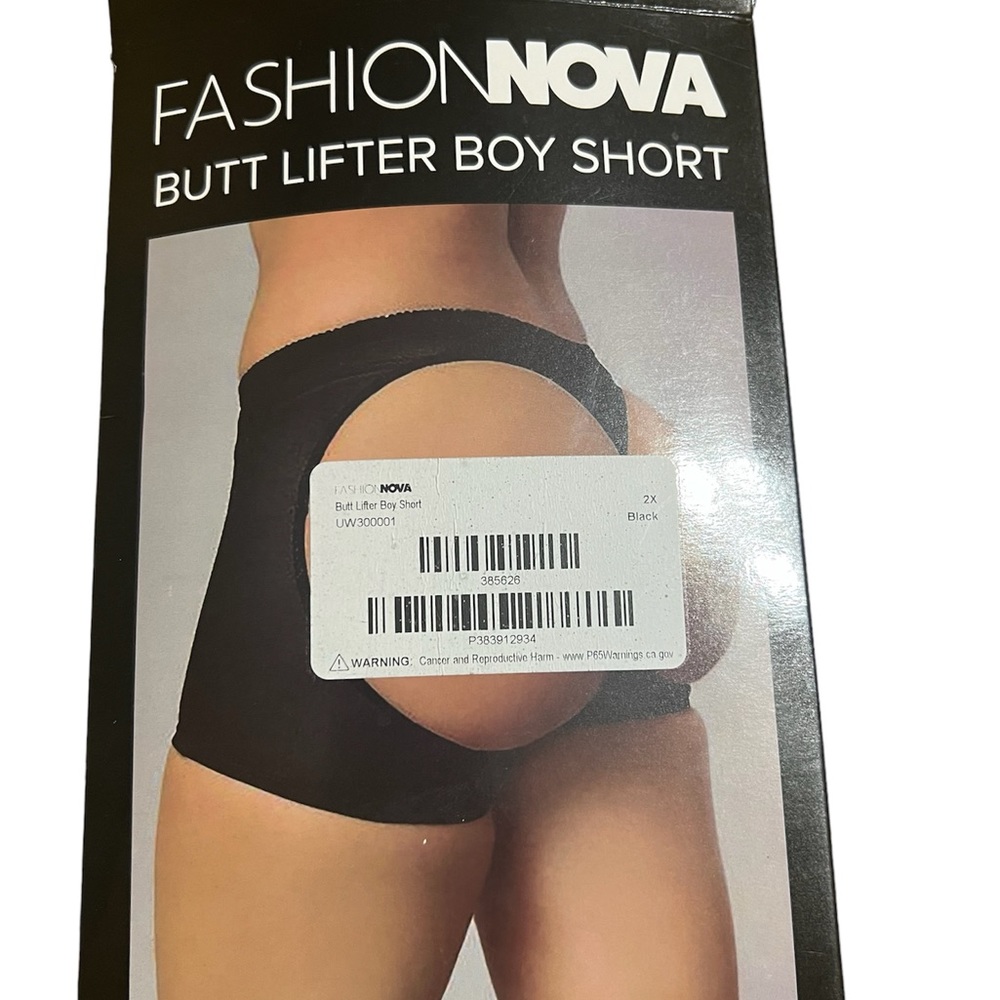 FASHIONNOVA
BUTT LIFTER BOY SHORT
FASHIONNOVA
Butt Lifter Boy Short 2X
UW300001 Black
385626
P383912934
WARNING: Cancer and Reproductive Harm - www.P65Warnings.ca.gov